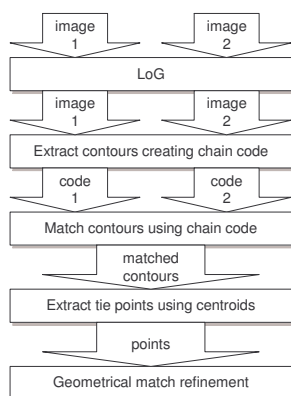 image image
1 2
LoG
image image
1 2
Extract contours creating chain code
code code
1 2
Match contours using chain code
matched
contours
Extract tie points using centroids
points
Geometrical match refinement